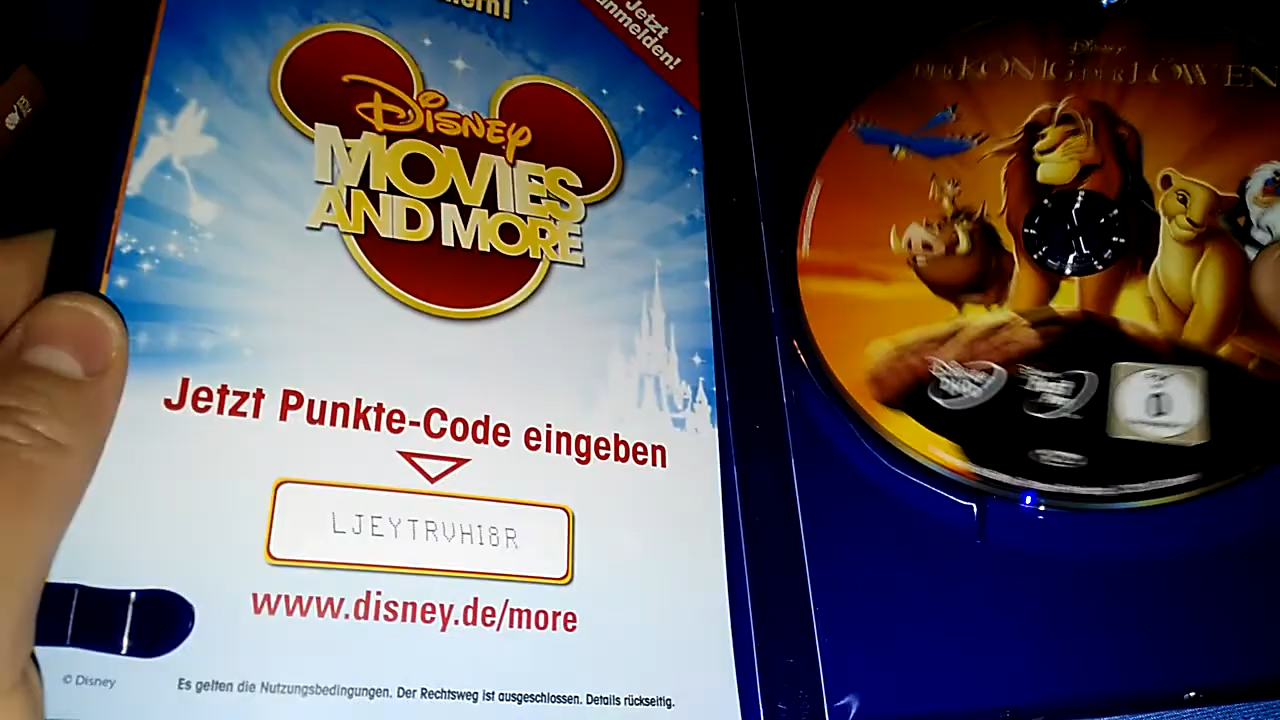 Jetzt
anmelden!
Disney
MOVIES
AND MORE
Jetzt Punkte-Code eingeben
LJEYTRVH18R
www.disney.de/more
© Disney
Es gelten die Nutzungsbedingungen. Der Rechtsweg ist ausgeschlossen. Details rückseitig.
Disney
DER KÖNIG DER LÖWEN